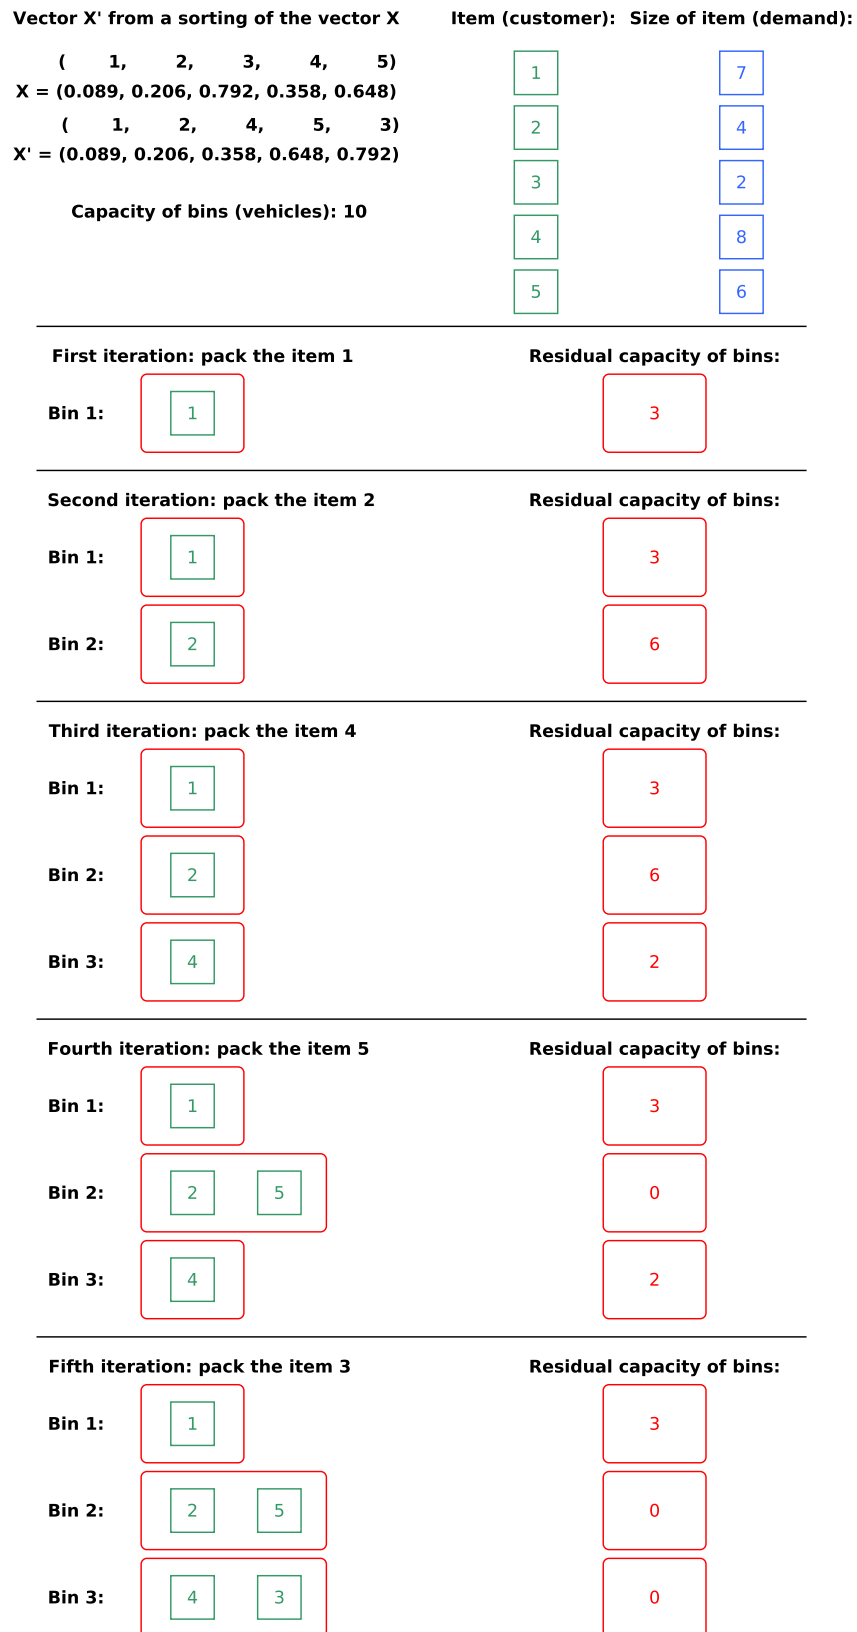 Vector X' from a sorting of the vector X
( 1, 2, 3, 4, 5)
X = (0.089, 0.206, 0.792, 0.358, 0.648)
( 1, 2, 4, 5, 3)
X' = (0.089, 0.206, 0.358, 0.648, 0.792)
Capacity of bins (vehicles): 10
Item (customer): Size of item (demand):
1 7
2 4
3 2
4 8
5 6
First iteration: pack the item 1 Residual capacity of bins:
Bin 1: 1 3
Second iteration: pack the item 2 Residual capacity of bins:
Bin 1: 1 3
Bin 2: 2 6
Third iteration: pack the item 4 Residual capacity of bins:
Bin 1: 1 3
Bin 2: 2 6
Bin 3: 4 2
Fourth iteration: pack the item 5 Residual capacity of bins:
Bin 1: 1 3
Bin 2: 2 5 0
Bin 3: 4 2
Fifth iteration: pack the item 3 Residual capacity of bins:
Bin 1: 1 3
Bin 2: 2 5 0
Bin 3: 4 3 0